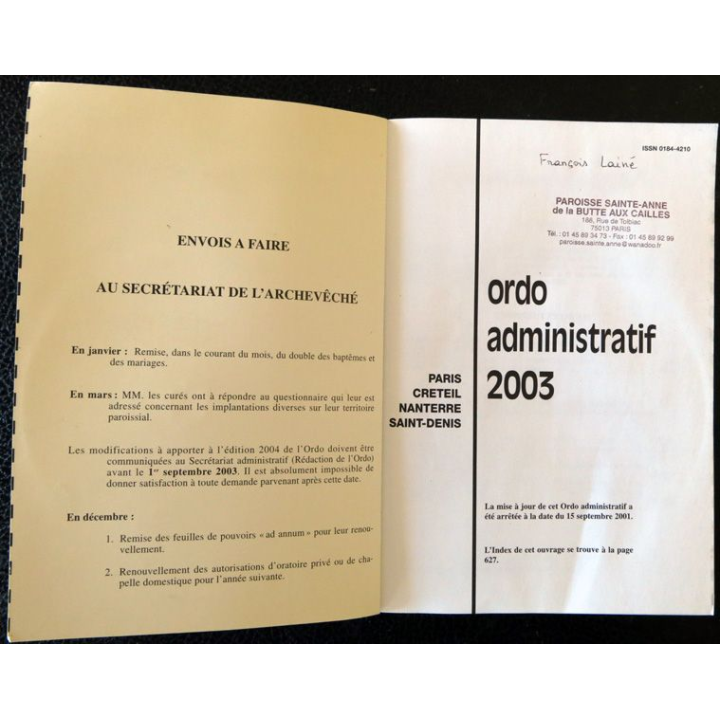 ENVOIS A FAIRE
AU SECRÉTARIAT DE L'ARCHEVÊCHÉ
En janvier : Remise, dans le courant du mois, du double des baptêmes et
des mariages.
En mars : MM. les curés ont à répondre au questionnaire qui leur est
adressé concernant les implantations diverses sur leur territoire
paroissial.
Les modifications à apporter à l'édition 2004 de l'Ordo doivent être
communiquées au Secrétariat administratif (Rédaction de l'Ordo)
avant le 1er septembre 2003. Il est absolument impossible de
donner satisfaction à toute demande parvenant après cette date.
En décembre :
1. Remise des feuilles de pouvoirs « ad annum » pour leur renou-
vellement.
2. Renouvellement des autorisations d'oratoire privé ou de cha-
pelle domestique pour l'année suivante.
PARIS
CRETEIL
NANTERRE
SAINT-DENIS
ISSN 0184-4210
François Lainé
PAROISSE SAINTE-ANNE
de la BUTTE AUX CAILLES
188, Rue de Tolbiac
75013 PARIS
Tél. : 01 45 89 34 73 - Fax : 01 45 89 92 99
paroisse.sainte.anne@wanadoo.fr
ordo
administratif
2003
La mise à jour de cet Ordo administratif a
été arrêtée à la date du 15 septembre 2001.
L'Index de cet ouvrage se trouve à la page
627.